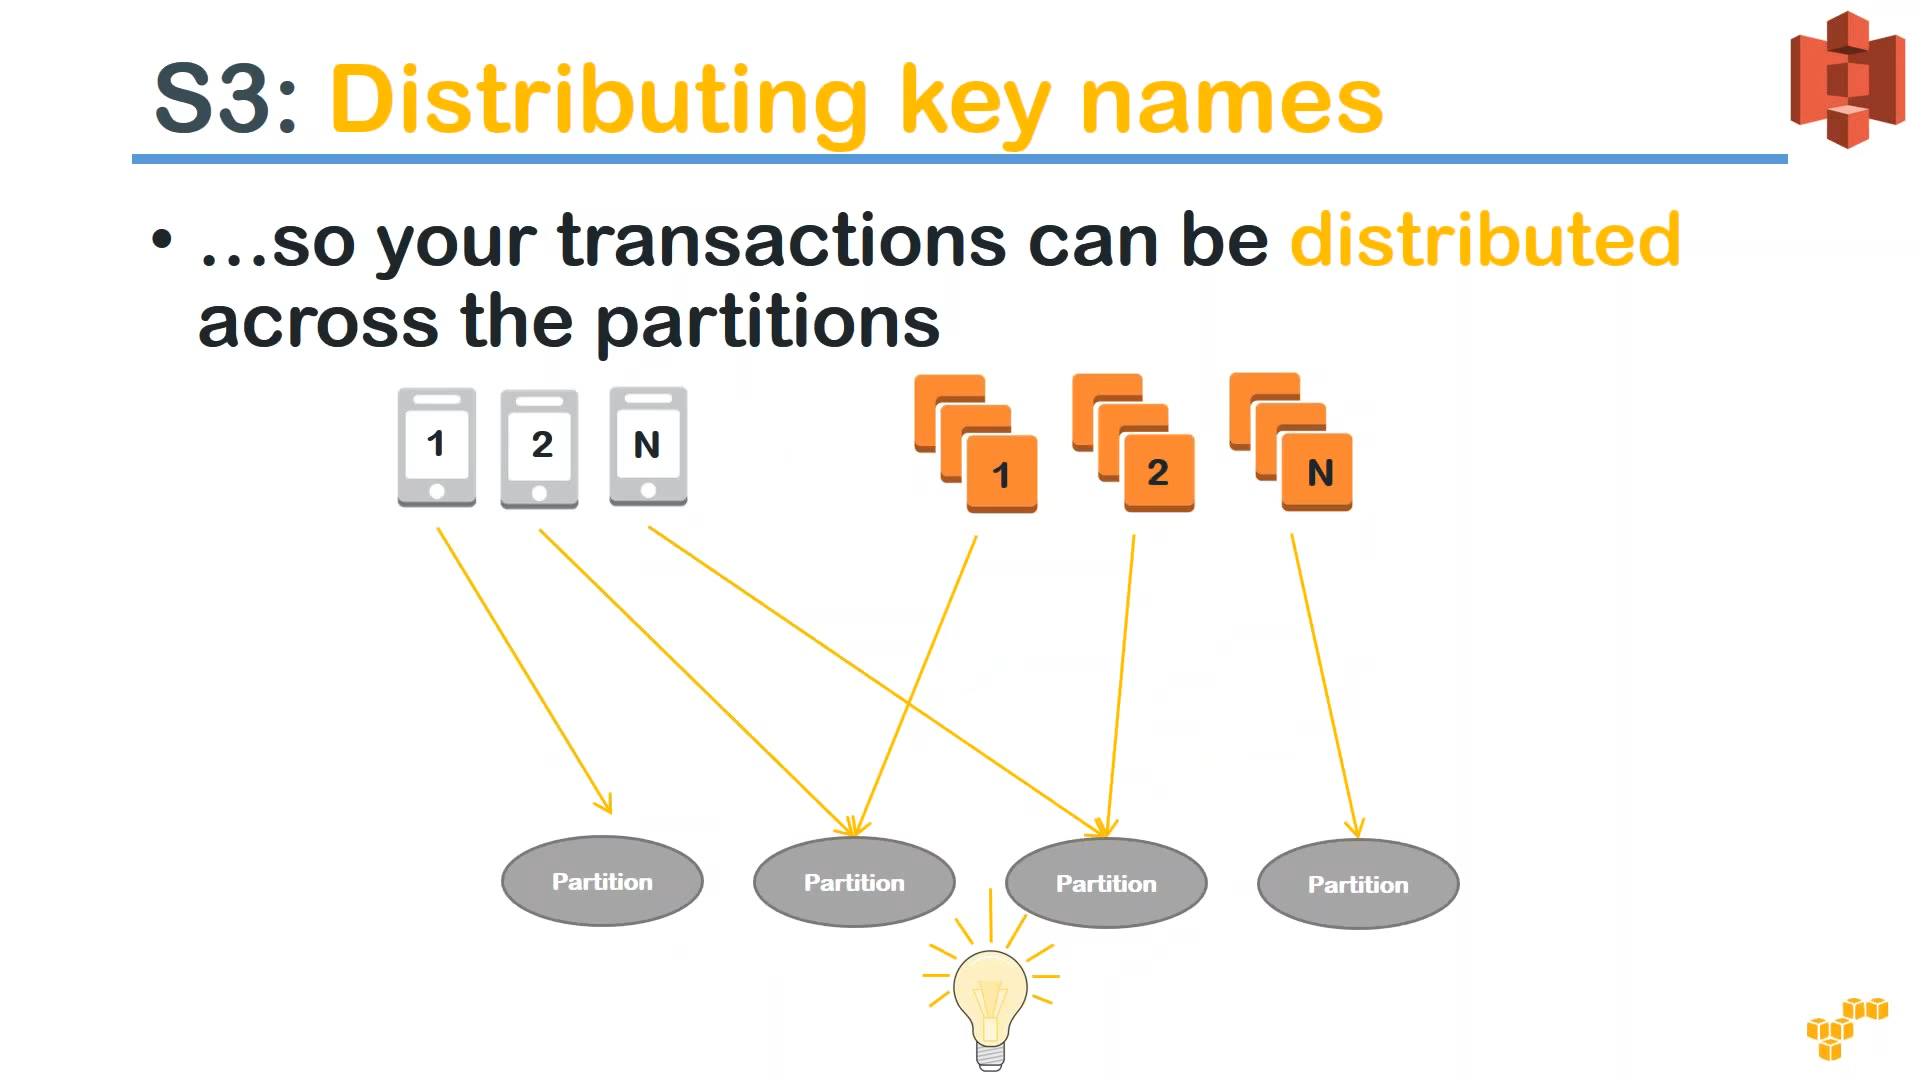 S3: Distributing key names
• …so your transactions can be distributed
across the partitions
1 2 N 1 2 N
Partition Partition Partition Partition